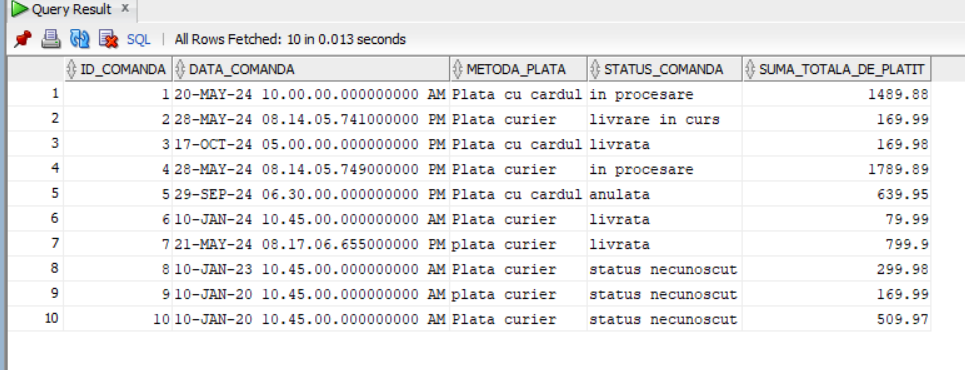 Query Result x
SQL | All Rows Fetched: 10 in 0.013 seconds
ID_COMANDA DATA_COMANDA METODA_PLATA STATUS_COMANDA SUMA_TOTALA_DE_PLATIT
1 1 20-MAY-24 10.00.00.000000000 AM Plata cu cardul in procesare 1489.88
2 2 28-MAY-24 08.14.05.741000000 PM Plata curier livrare in curs 169.99
3 3 17-OCT-24 05.00.00.000000000 PM Plata cu cardul livrata 169.98
4 4 28-MAY-24 08.14.05.749000000 PM Plata curier in procesare 1789.89
5 5 29-SEP-24 06.30.00.000000000 PM Plata cu cardul anulata 639.95
6 6 10-JAN-24 10.45.00.000000000 AM Plata curier livrata 79.99
7 7 21-MAY-24 08.17.06.655000000 PM plata curier livrata 799.9
8 8 10-JAN-23 10.45.00.000000000 AM Plata curier status necunoscut 299.98
9 9 10-JAN-20 10.45.00.000000000 AM plata curier status necunoscut 169.99
10 10 10-JAN-20 10.45.00.000000000 AM Plata curier status necunoscut 509.97